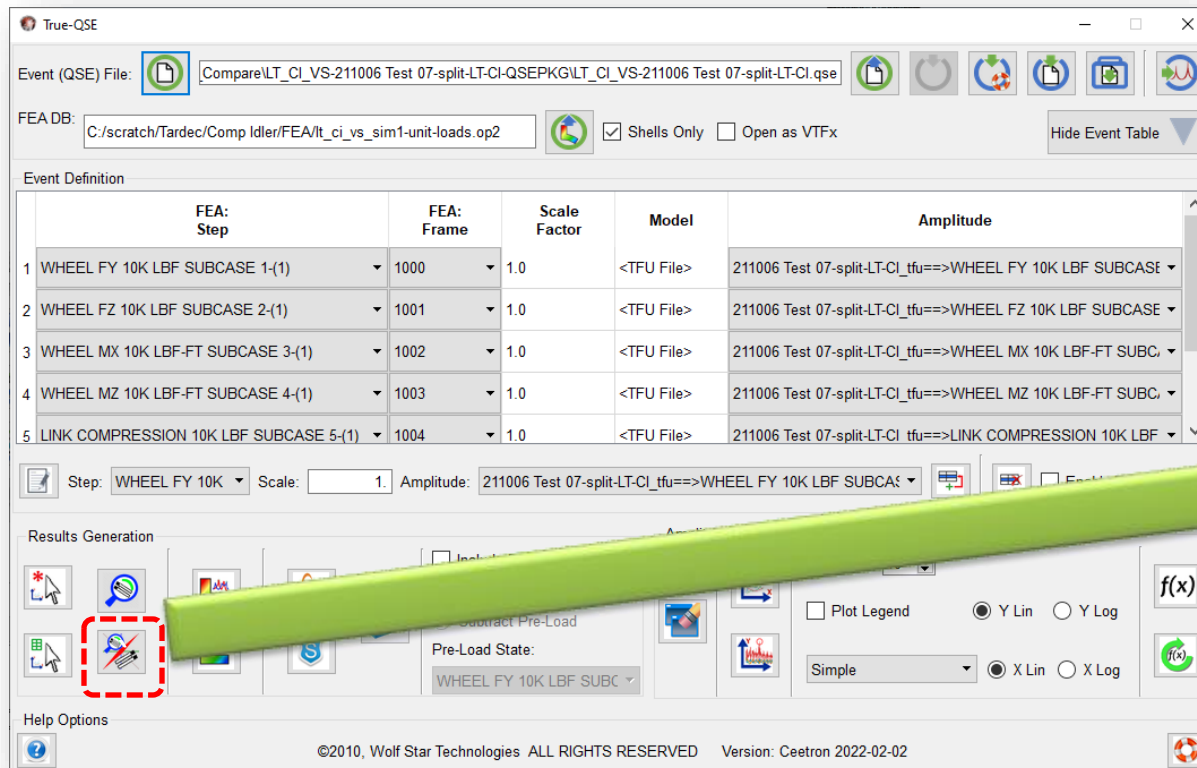 True-QSE
Event (QSE) File: _Compare\LT_CI_VS-211006 Test 07-split-LT-CI-QSEPKG\LT_CI_VS-211006 Test 07-split-LT-CI.qse
FEA DB: C:/scratch/Tardec/Comp Idler/FEA/lt_ci_vs_sim1-unit-loads.op2 Shells Only Open as VTFx Hide Event Table
Event Definition
FEA: Step FEA: Frame Scale Factor Model Amplitude
1 WHEEL FY 10K LBF SUBCASE 1-(1) 1000 1.0 <TFU File> 211006 Test 07-split-LT-CI_tfu==>WHEEL FY 10K LBF SUBCASE
2 WHEEL FZ 10K LBF SUBCASE 2-(1) 1001 1.0 <TFU File> 211006 Test 07-split-LT-CI_tfu==>WHEEL FZ 10K LBF SUBCASE
3 WHEEL MX 10K LBF-FT SUBCASE 3-(1) 1002 1.0 <TFU File> 211006 Test 07-split-LT-CI_tfu==>WHEEL MX 10K LBF-FT SUBC
4 WHEEL MZ 10K LBF-FT SUBCASE 4-(1) 1003 1.0 <TFU File> 211006 Test 07-split-LT-CI_tfu==>WHEEL MZ 10K LBF-FT SUBC
5 LINK COMPRESSION 10K LBF SUBCASE 5-(1) 1004 1.0 <TFU File> 211006 Test 07-split-LT-CI_tfu==>LINK COMPRESSION 10K LBF
Step: WHEEL FY 10K Scale: 1. Amplitude: 211006 Test 07-split-LT-CI_tfu==>WHEEL FY 10K LBF SUBCAS
Results Generation
f(x)
Subtract Pre-Load Plot Legend Y Lin Y Log
Pre-Load State: f(x)
Simple X Lin X Log
WHEEL FY 10K LBF SUBC
Help Options
©2010, Wolf Star Technologies ALL RIGHTS RESERVED Version: Ceetron 2022-02-02